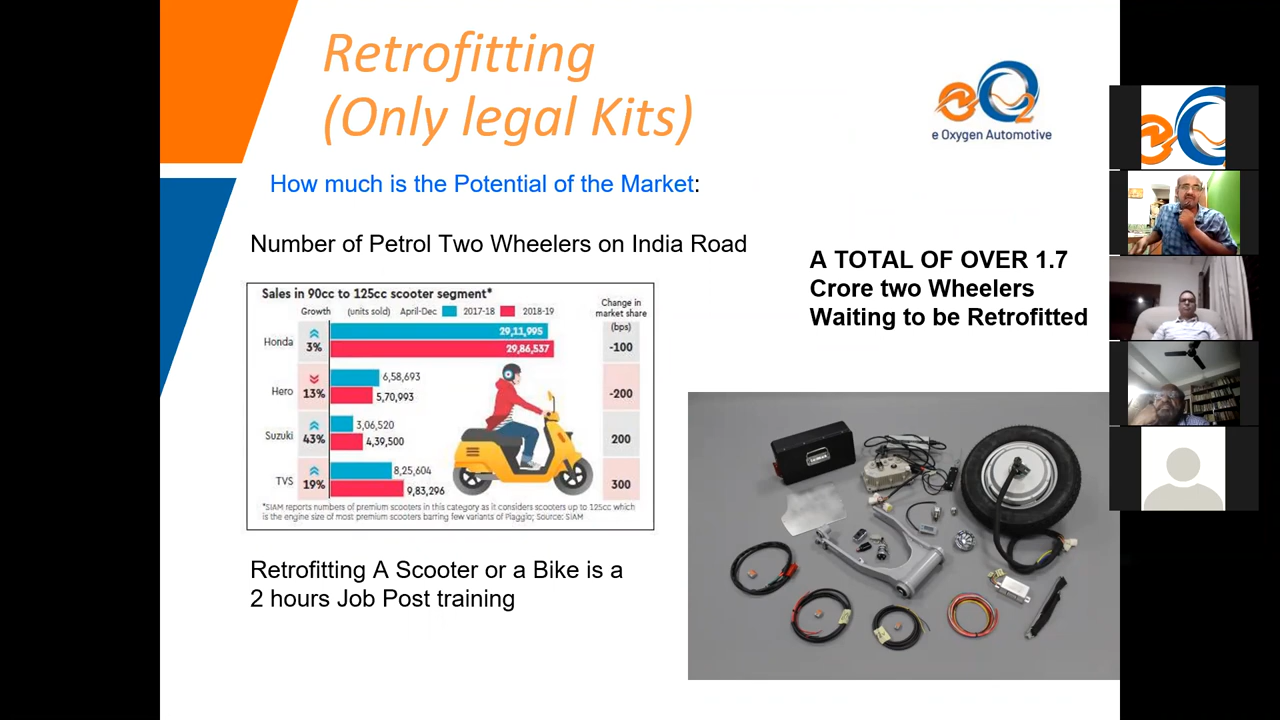 Retrofitting
(Only legal Kits)
e Oxygen Automotive
How much is the Potential of the Market:
Number of Petrol Two Wheelers on India Road
A TOTAL OF OVER 1.7
Crore two Wheelers
Waiting to be Retrofitted
Sales in 90cc to 125cc scooter segment*
Growth (units sold) April-Dec 2017-18 2018-19
Change in
market share
(bps)
Honda 3% 29,11,995
29,86,537
-100
Hero 13% 6,58,693
5,70,993
-200
Suzuki 43% 3,06,520
4,39,500
200
TVS 19% 8,25,604
9,83,296
300
*SIAM reports numbers of premium scooters in this category as it considers scooters up to 125cc which
is the engine size of most premium scooters barring few variants of Piaggio; Source: SIAM
Retrofitting A Scooter or a Bike is a
2 hours Job Post training